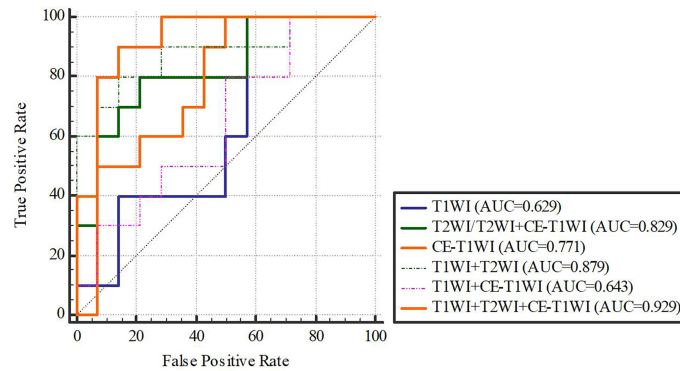 100
80
60
40
20
0
True Positive Rate
0 20 40 60 80 100
False Positive Rate
T1WI (AUC=0.629)
T2WI/T2WI+CE-T1WI (AUC=0.829)
CE-T1WI (AUC=0.771)
T1WI+T2WI (AUC=0.879)
T1WI+CE-T1WI (AUC=0.643)
T1WI+T2WI+CE-T1WI (AUC=0.929)